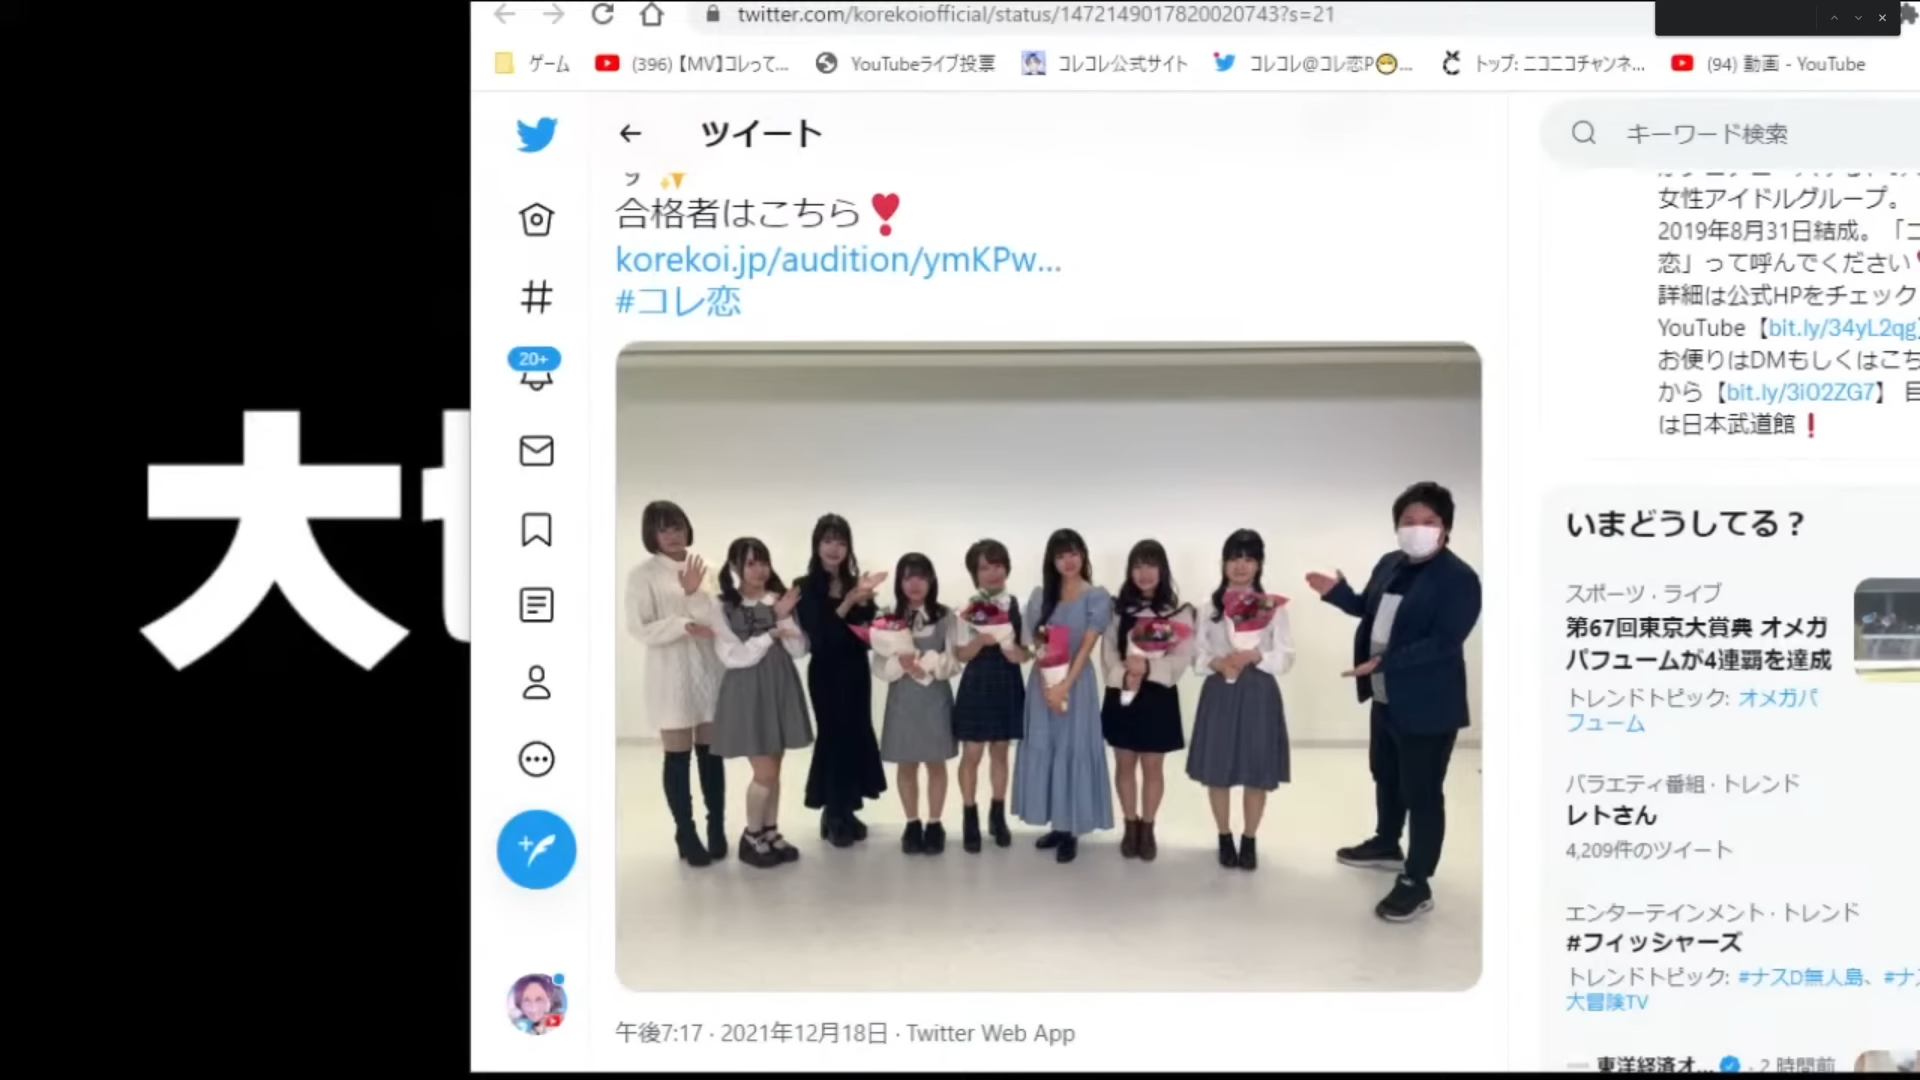 twitter.com/korekoiofficial/status/1472149017820020743?s=21
ゲーム
(396)【MV】コレって...
YouTubeライブ投票
コレコレ公式サイト
コレコレ@コレ恋P😷...
トップ: ニコニコチャンネ...
(94) 動画 - YouTube
大
ツイート
合格者はこちら❣
korekoi.jp/audition/ymKPw...
#コレ恋
20+
午後7:17 · 2021年12月18日 · Twitter Web App
キーワード検索
女性アイドルグループ。
2019年8月31日結成。「コ
恋」って呼んでください
詳細は公式HPをチェック
YouTube【bit.ly/34yL2qg】
お便りはDMもしくはこち
から【bit.ly/3i02ZG7】 目
は日本武道館❗
いまどうしてる？
スポーツ · ライブ
第67回東京大賞典 オメガ
パフュームが4連覇を達成
トレンドトピック: オメガパ
フューム
バラエティ番組 · トレンド
レトさん
4,209件のツイート
エンターテインメント · トレンド
#フィッシャーズ
トレンドトピック: #ナスD無人島、#ナス
大冒険TV
東洋経済オ... · 2 時間前